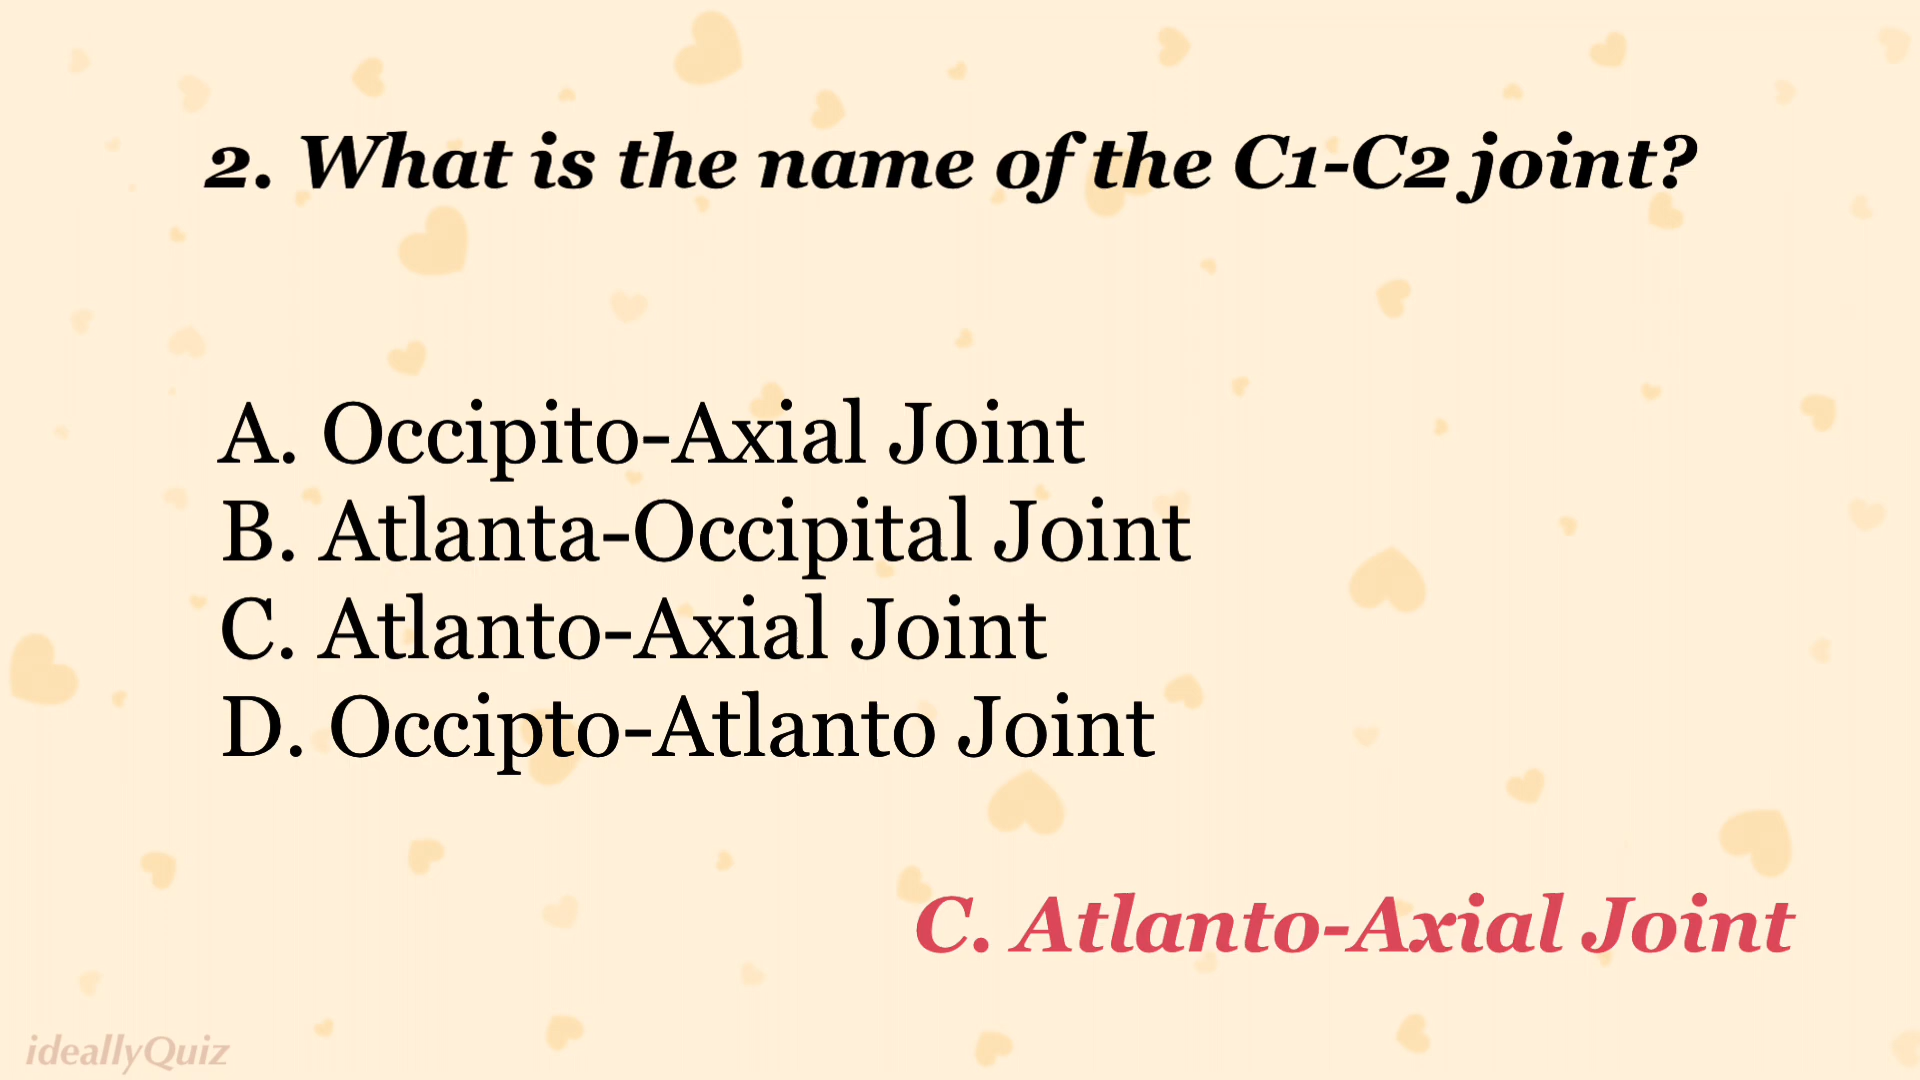 2. What is the name of the C1-C2 joint?
A. Occipito-Axial Joint
B. Atlanta-Occipital Joint
C. Atlanto-Axial Joint
D. Occipto-Atlanto Joint
C. Atlanto-Axial Joint
ideallyQuiz